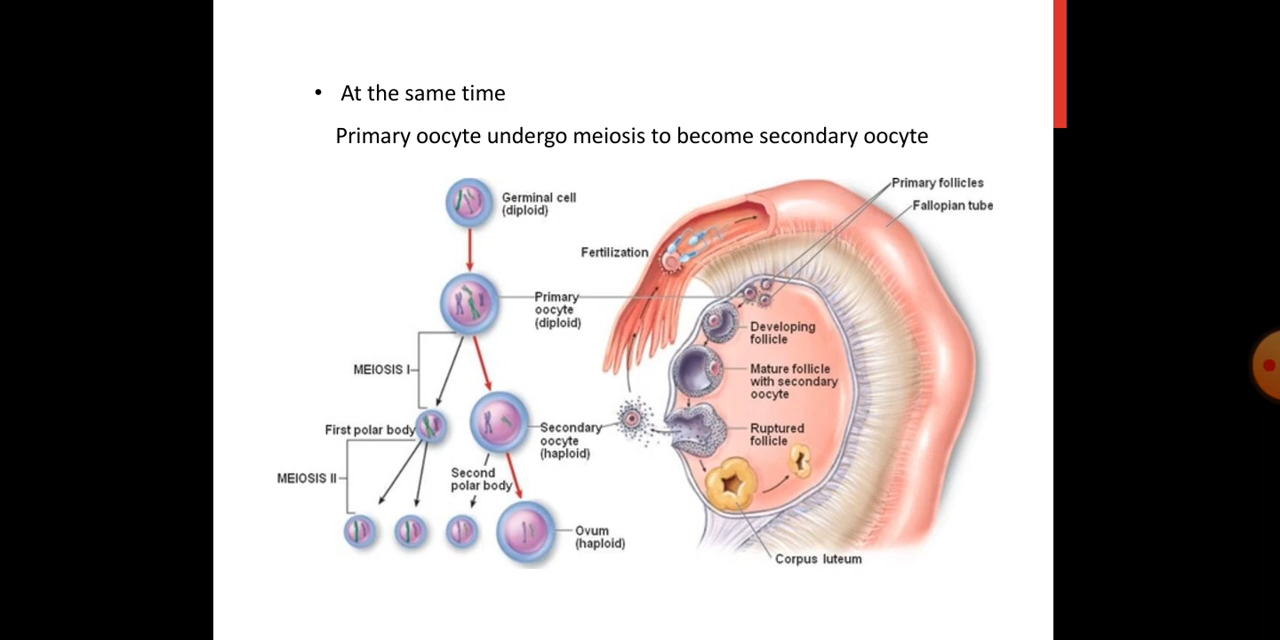 • At the same time
Primary oocyte undergo meiosis to become secondary oocyte
Germinal cell
(diploid)
Primary
oocyte
(diploid)
MEIOSIS I
First polar body
MEIOSIS II
Secondary
oocyte
(haploid)
Second
polar body
Ovum
(haploid)
Fertilization
Primary follicles
Fallopian tube
Developing
follicle
Mature follicle
with secondary
oocyte
Ruptured
follicle
Corpus luteum